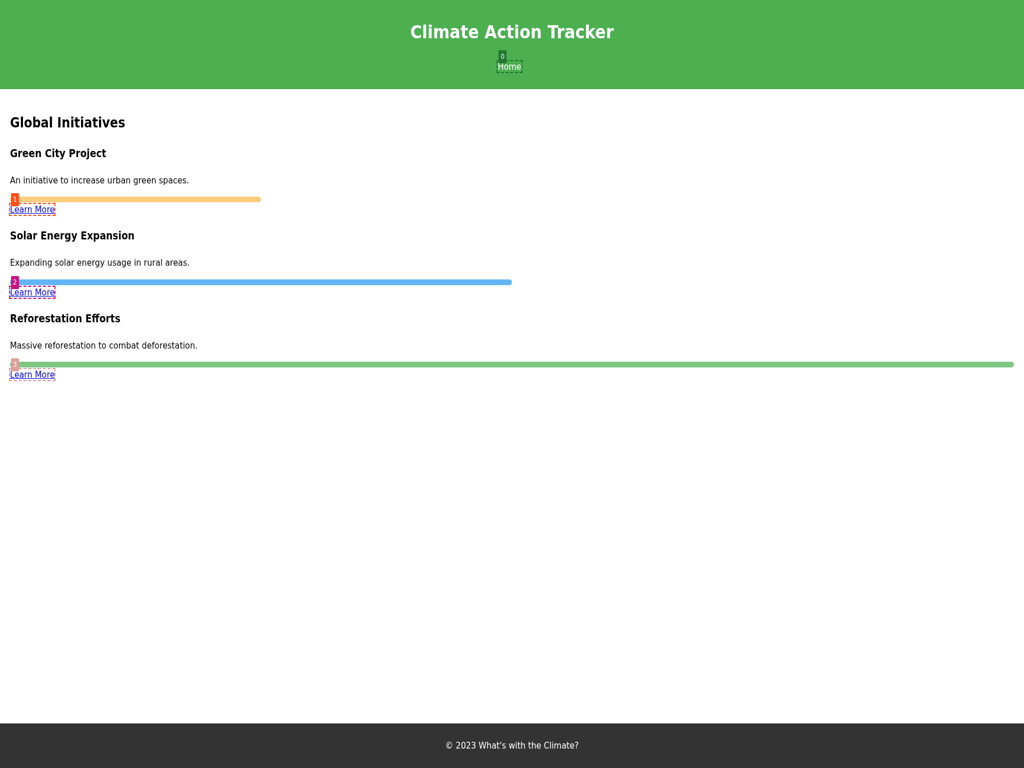 Climate Action Tracker
0
Home
Global Initiatives
Green City Project
An initiative to increase urban green spaces.
1
Learn More
Solar Energy Expansion
Expanding solar energy usage in rural areas.
2
Learn More
Reforestation Efforts
Massive reforestation to combat deforestation.
3
Learn More
© 2023 What's with the Climate?